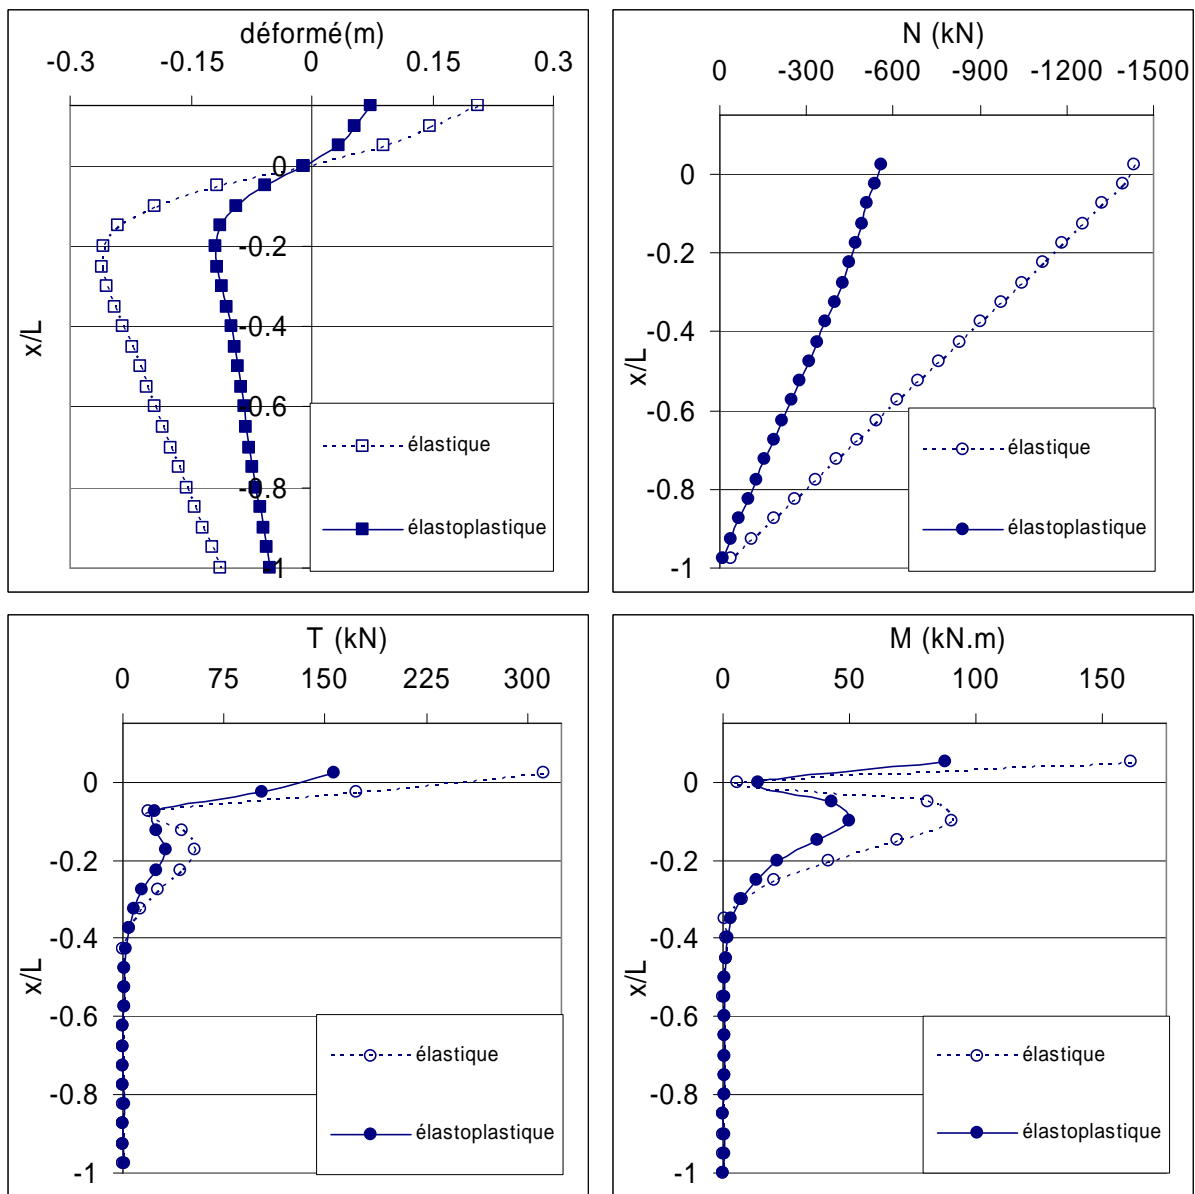 déformé(m)
-0.3 -0.15 0 0.15 0.3
0
-0.2
-0.4
-0.6
-0.8
-1
x/L
élastique
élastoplastique
N (kN)
0 -300 -600 -900 -1200 -1500
0
-0.2
-0.4
-0.6
-0.8
-1
x/L
élastique
élastoplastique
T (kN)
0 75 150 225 300
0
-0.2
-0.4
-0.6
-0.8
-1
x/L
élastique
élastoplastique
M (kN.m)
0 50 100 150
0
-0.2
-0.4
-0.6
-0.8
-1
x/L
élastique
élastoplastique